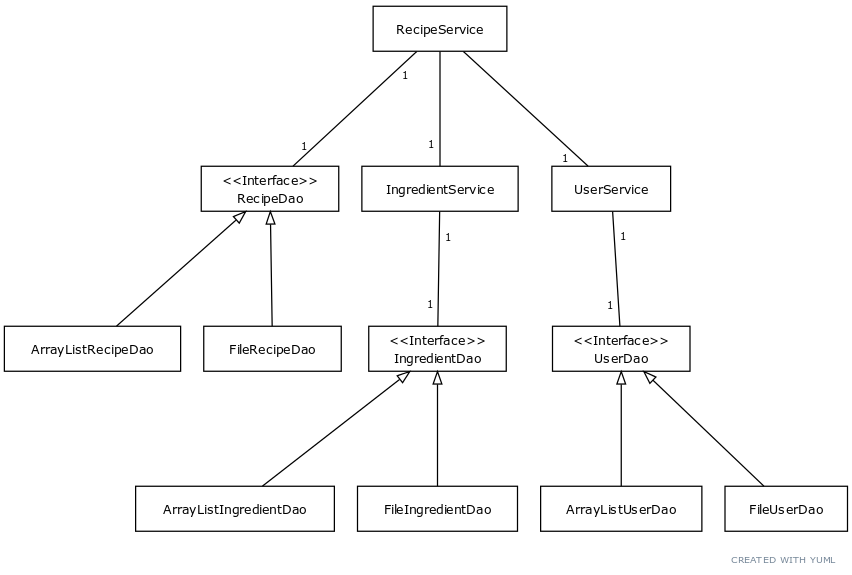 RecipeService
1
1
1
1
<<Interface>>
RecipeDao
IngredientService
UserService
1
1
1
1
ArrayListRecipeDao
FileRecipeDao
<<Interface>>
IngredientDao
<<Interface>>
UserDao
ArrayListIngredientDao
FileIngredientDao
ArrayListUserDao
FileUserDao
CREATED WITH YUML